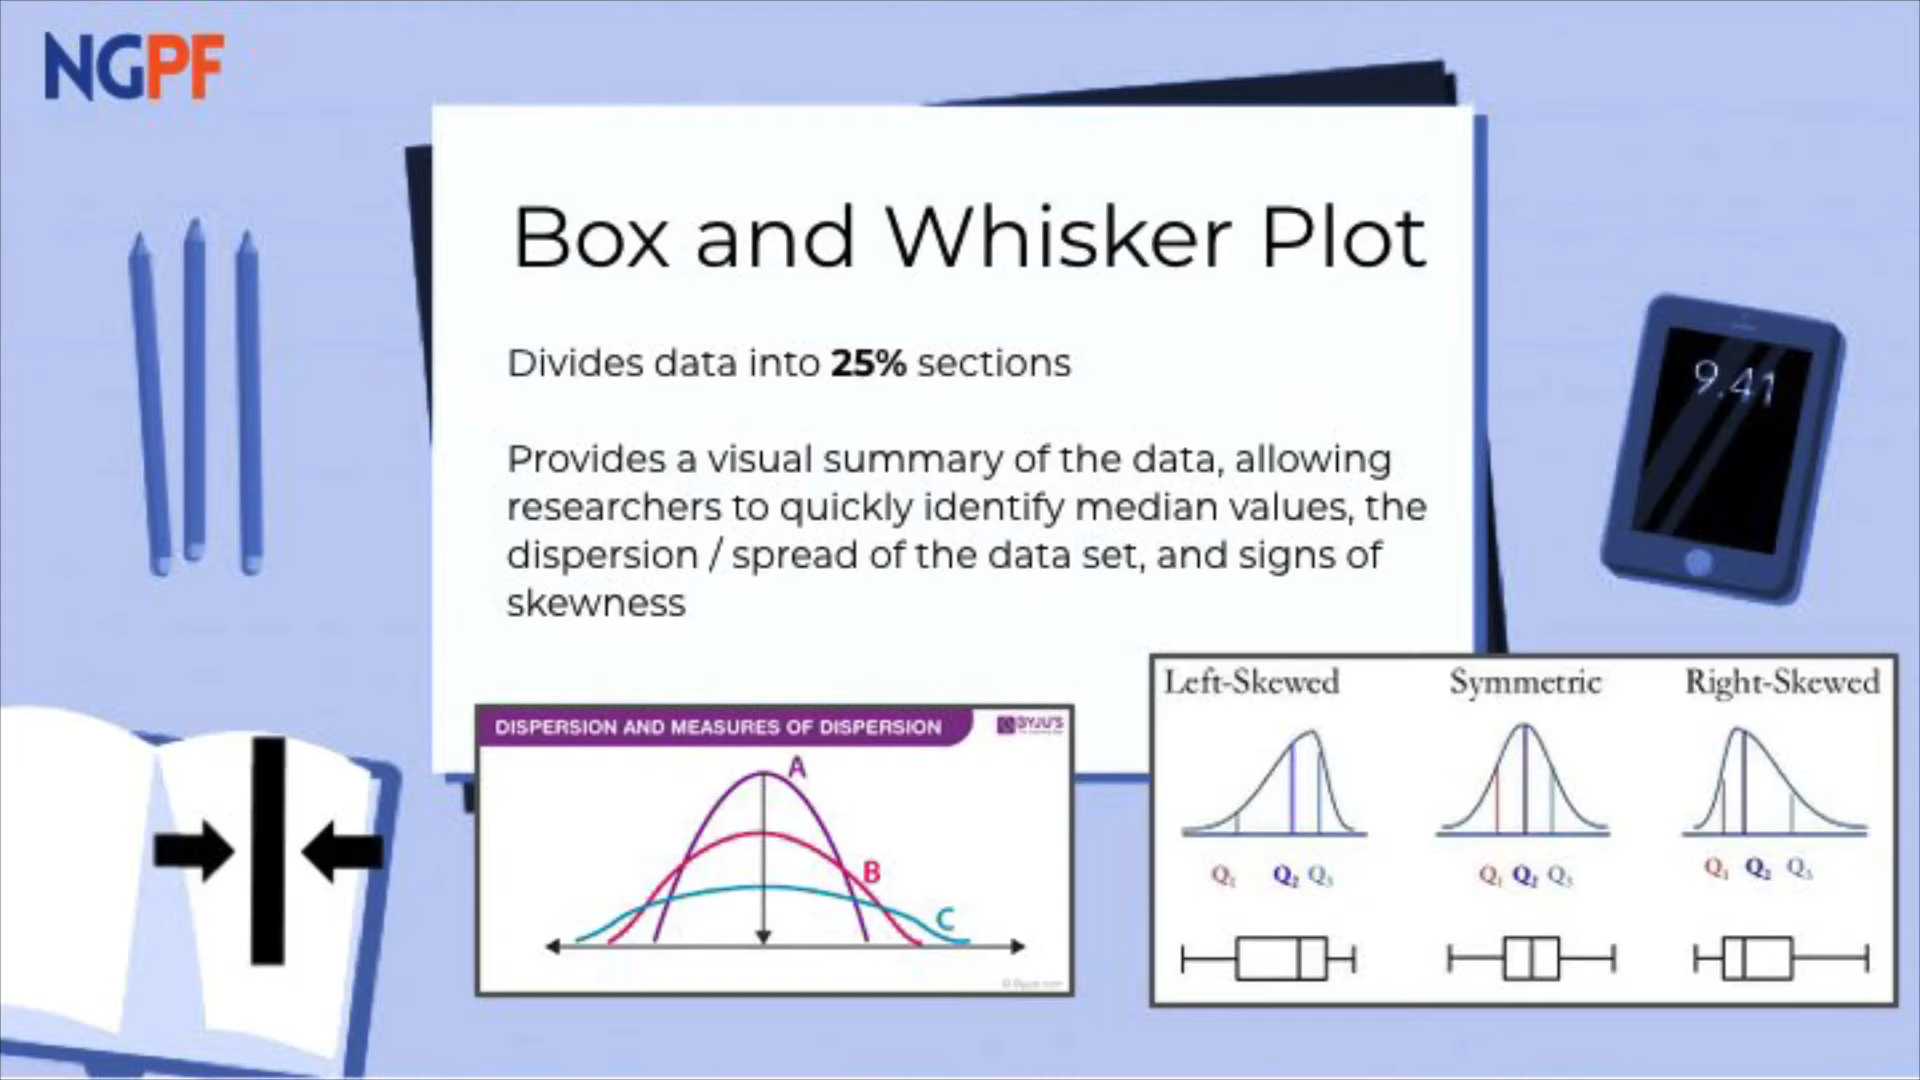 NGPF
Box and Whisker Plot
Divides data into 25% sections
Provides a visual summary of the data, allowing
researchers to quickly identify median values, the
dispersion / spread of the data set, and signs of
skewness
9.41
DISPERSION AND MEASURES OF DISPERSION
BYJU'S
A
B
C
Left-Skewed Symmetric Right-Skewed
Q₁ Q₂ Q₃ Q₁ Q₂ Q₃ Q₁ Q₂ Q₃